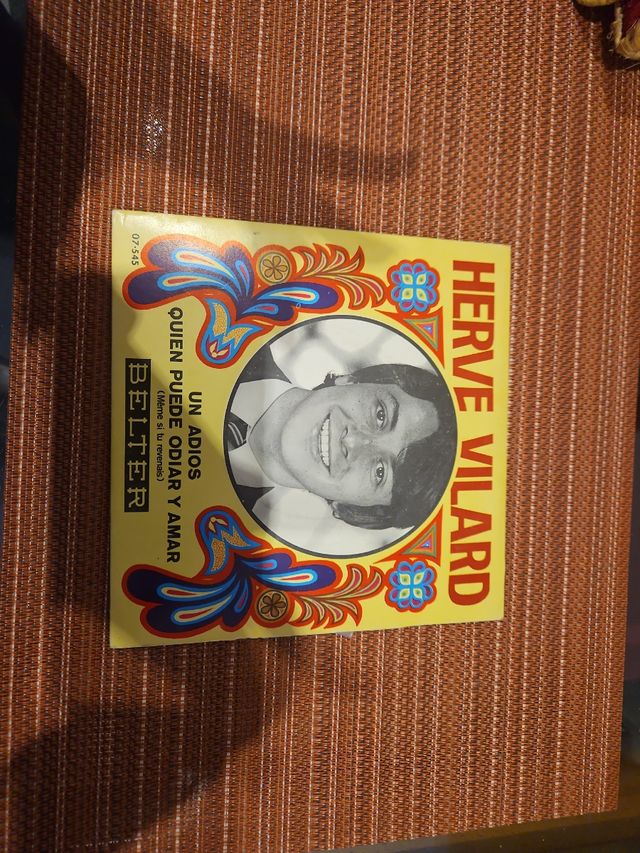 HERVE VILARD
UN ADIOS
QUIEN PUEDE ODIAR Y AMAR
(Même si tu revenais)
BELTER
07·545